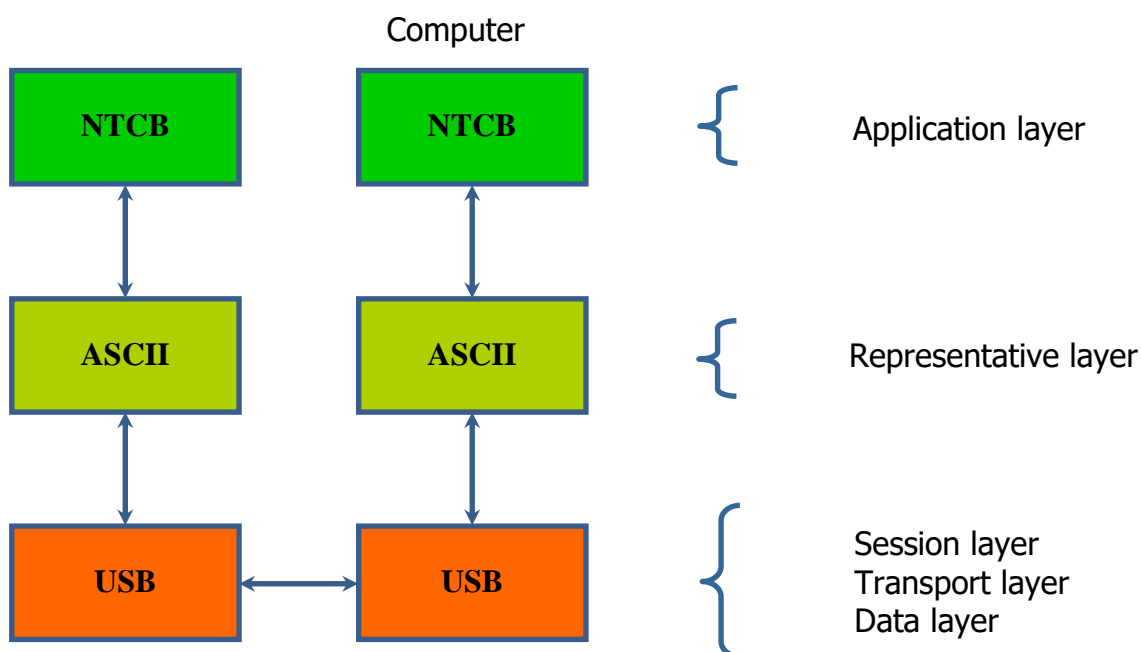 Computer
NTCB NTCB Application layer
ASCII ASCII Representative layer
USB USB Session layer
Transport layer
Data layer